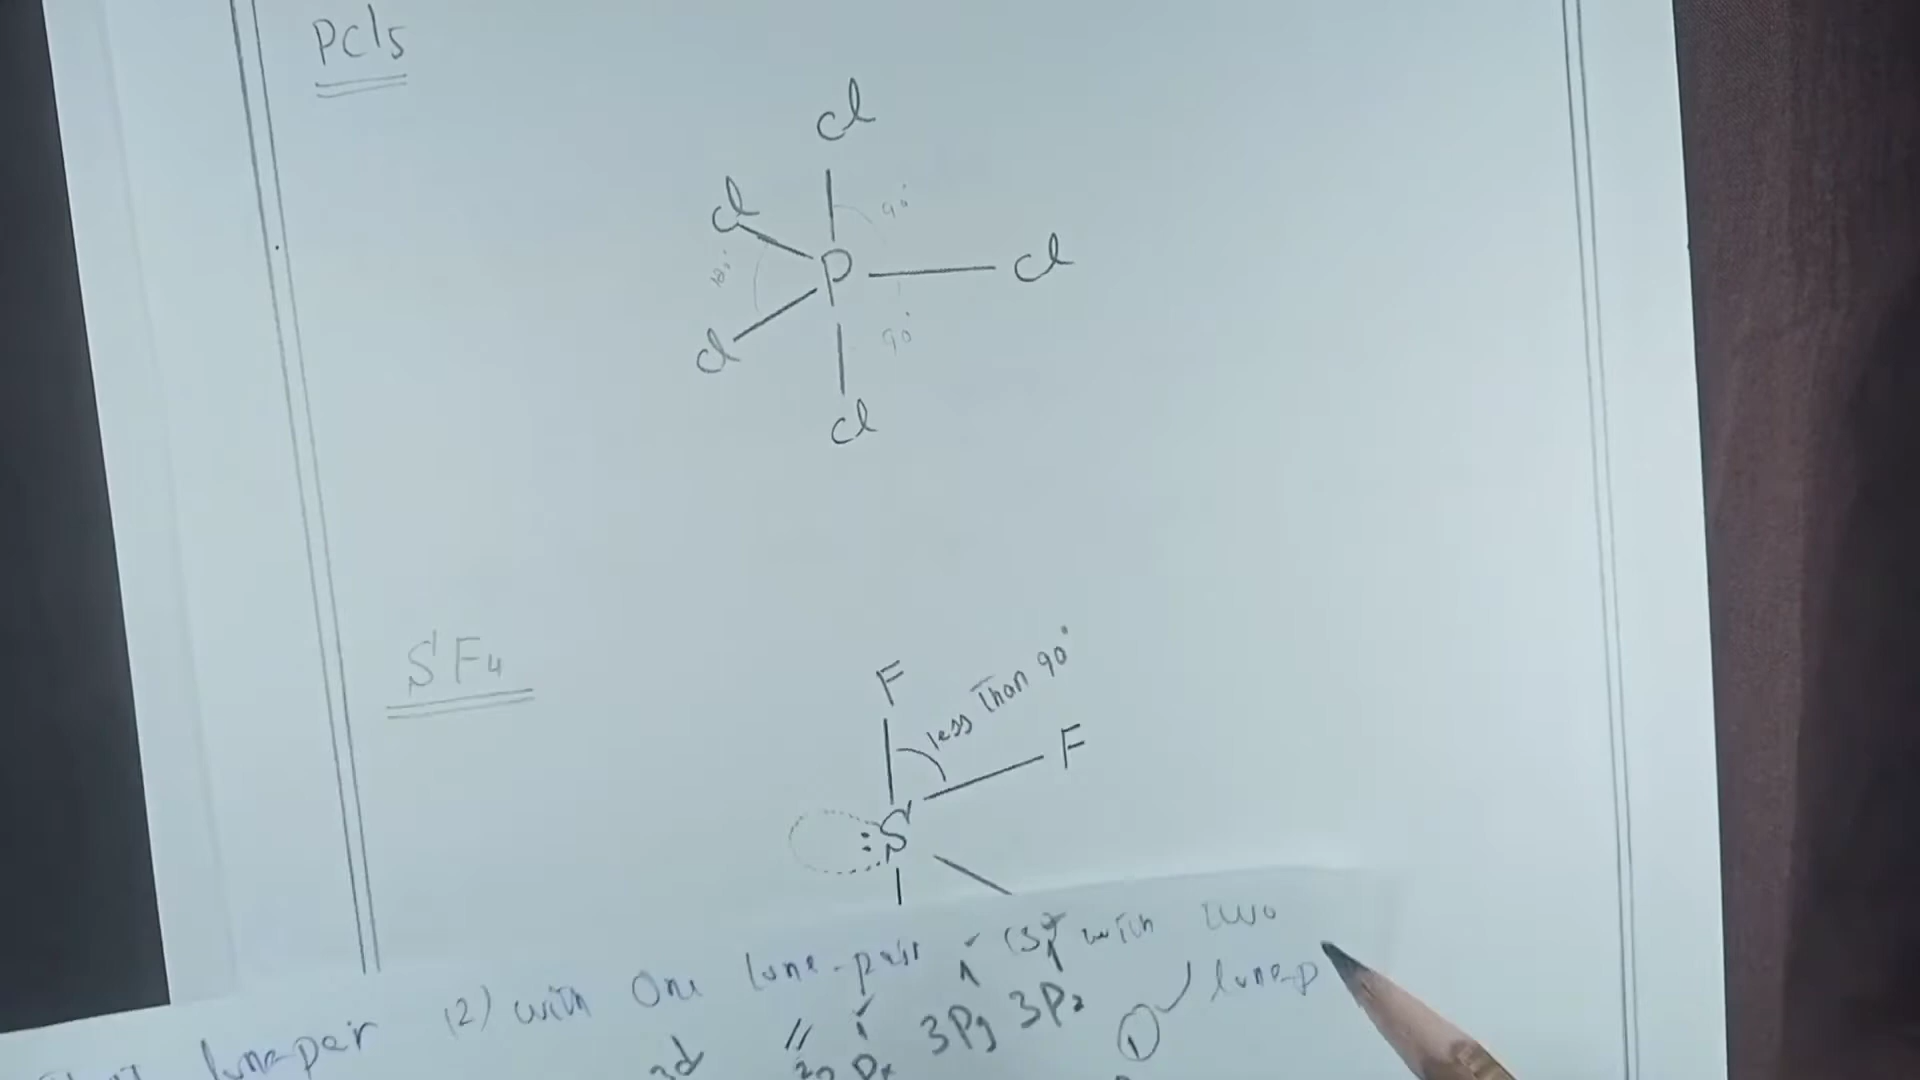 PCl5
Cl
Cl
90°
P
Cl
90°
Cl
Cl
SF4
F
less Than 90°
F
S
(2) with One lone-pair (3) with two
lone-pair
3Py 3Pz
lone-p
1
3d